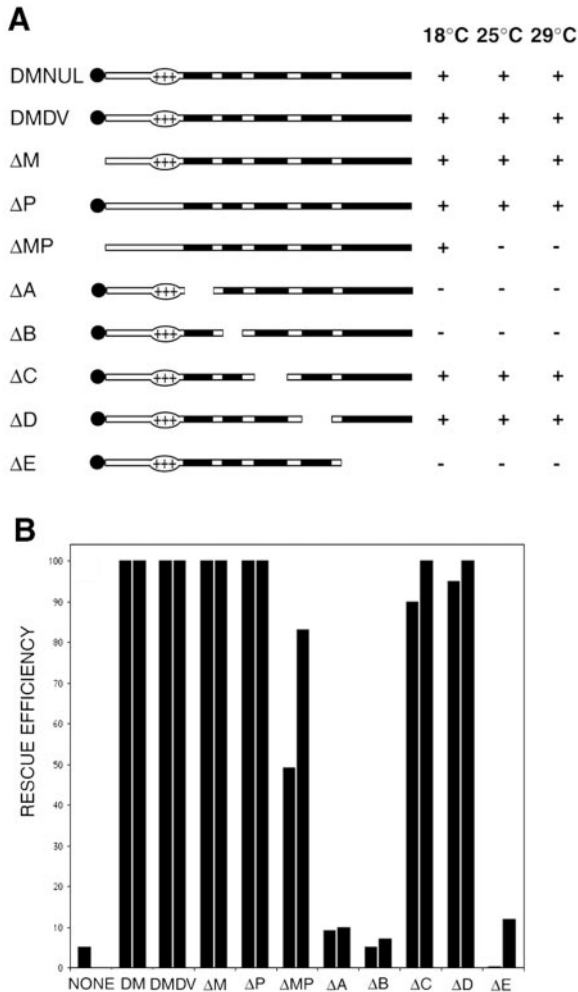 A
18°C 25°C 29°C
DMNUL +++ + + +
DMDV +++ + + +
ΔM +++ + + +
ΔP + + +
ΔMP + - -
ΔA +++ - - -
ΔB +++ - - -
ΔC +++ + + +
ΔD +++ + + +
ΔE +++ - - -
B
RESCUE EFFICIENCY
100
90
80
70
60
50
40
30
20
10
0
NONE DM DMDV ΔM ΔP ΔMP ΔA ΔB ΔC ΔD ΔE